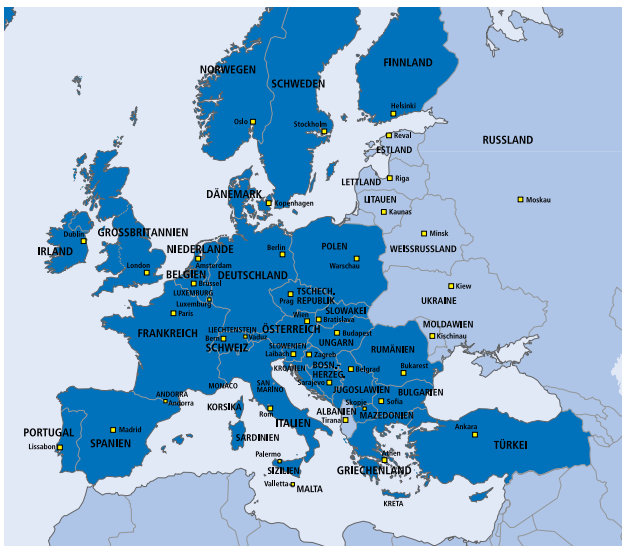 FINNLAND
NORWEGEN
SCHWEDEN
Helsinki
Oslo
Stockholm
Reval
ESTLAND
RUSSLAND
LETTLAND
Riga
DÄNEMARK
Kopenhagen
LITAUEN
Kaunas
Moskau
Dublin
GROSSBRITANNIEN
IRLAND
Minsk
WEISSRUSSLAND
NIEDERLANDE
Amsterdam
Berlin
POLEN
Warschau
London
BELGIEN
Brüssel
DEUTSCHLAND
LUXEMBURG
Luxemburg
Prag
TSCHECH.
REPUBLIK
Kiew
UKRAINE
Paris
SLOWAKEI
Wien
Bratislava
FRANKREICH
LIECHTENSTEIN
Vaduz
Bern
SCHWEIZ
ÖSTERREICH
Budapest
UNGARN
MOLDAWIEN
Kischinau
SLOWENIEN
Laibach
Zagreb
RUMÄNIEN
KROATIEN
BOSN.-
HERZEG.
Belgrad
Bukarest
MONACO
SAN
MARINO
Sarajevo
JUGOSLAWIEN
BULGARIEN
ANDORRA
Andorra
KORSIKA
Rom
ITALIEN
Skopje
Sofia
MAZEDONIEN
ALBANIEN
Tirana
PORTUGAL
Lissabon
Madrid
SPANIEN
SARDINIEN
Ankara
TÜRKEI
Palermo
SIZILIEN
Athen
GRIECHENLAND
Valletta
MALTA
KRETA